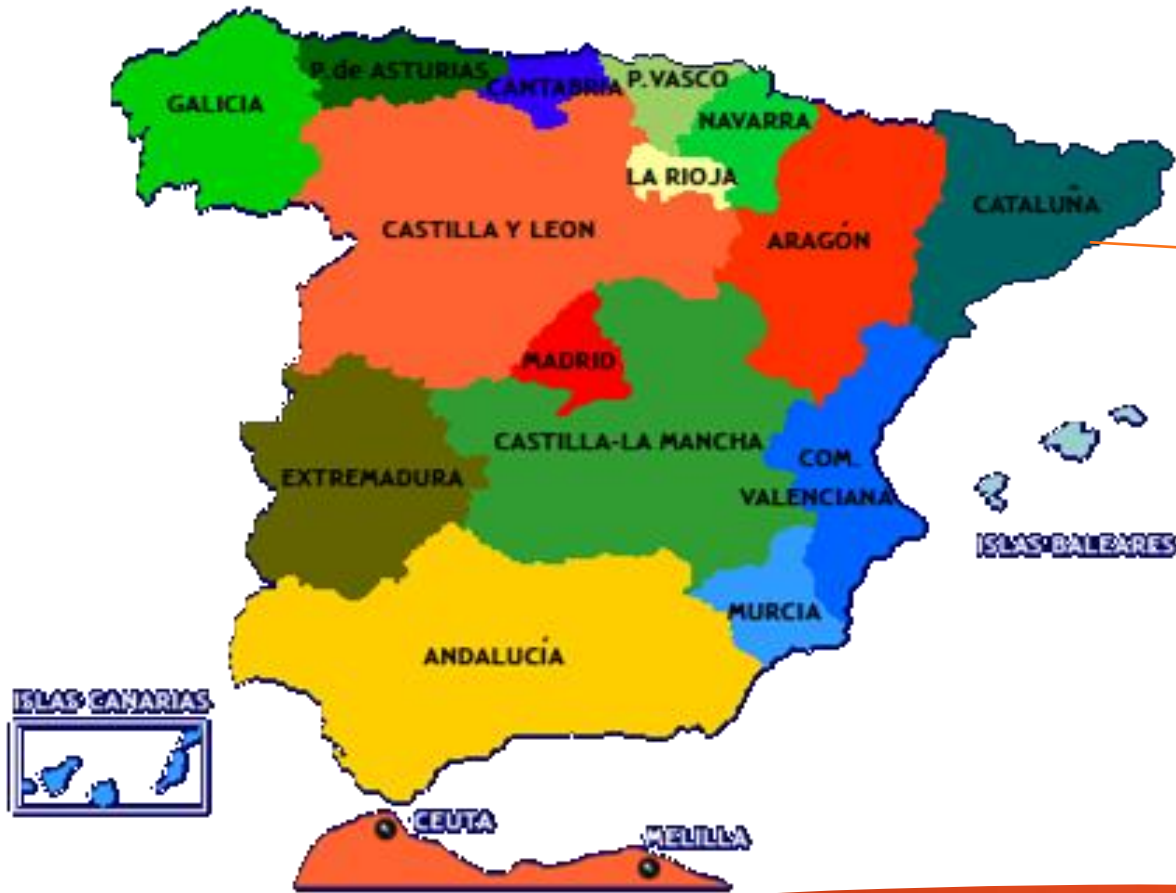 P.de ASTURIAS
CANTABRIA
P.VASCO
GALICIA
NAVARRA
LA RIOJA
CATALUÑA
CASTILLA Y LEON
ARAGÓN
MADRID
CASTILLA-LA MANCHA
COM.
VALENCIANA
EXTREMADURA
ISLAS BALEARES
MURCIA
ANDALUCÍA
ISLAS CANARIAS
CEUTA
MELILLA